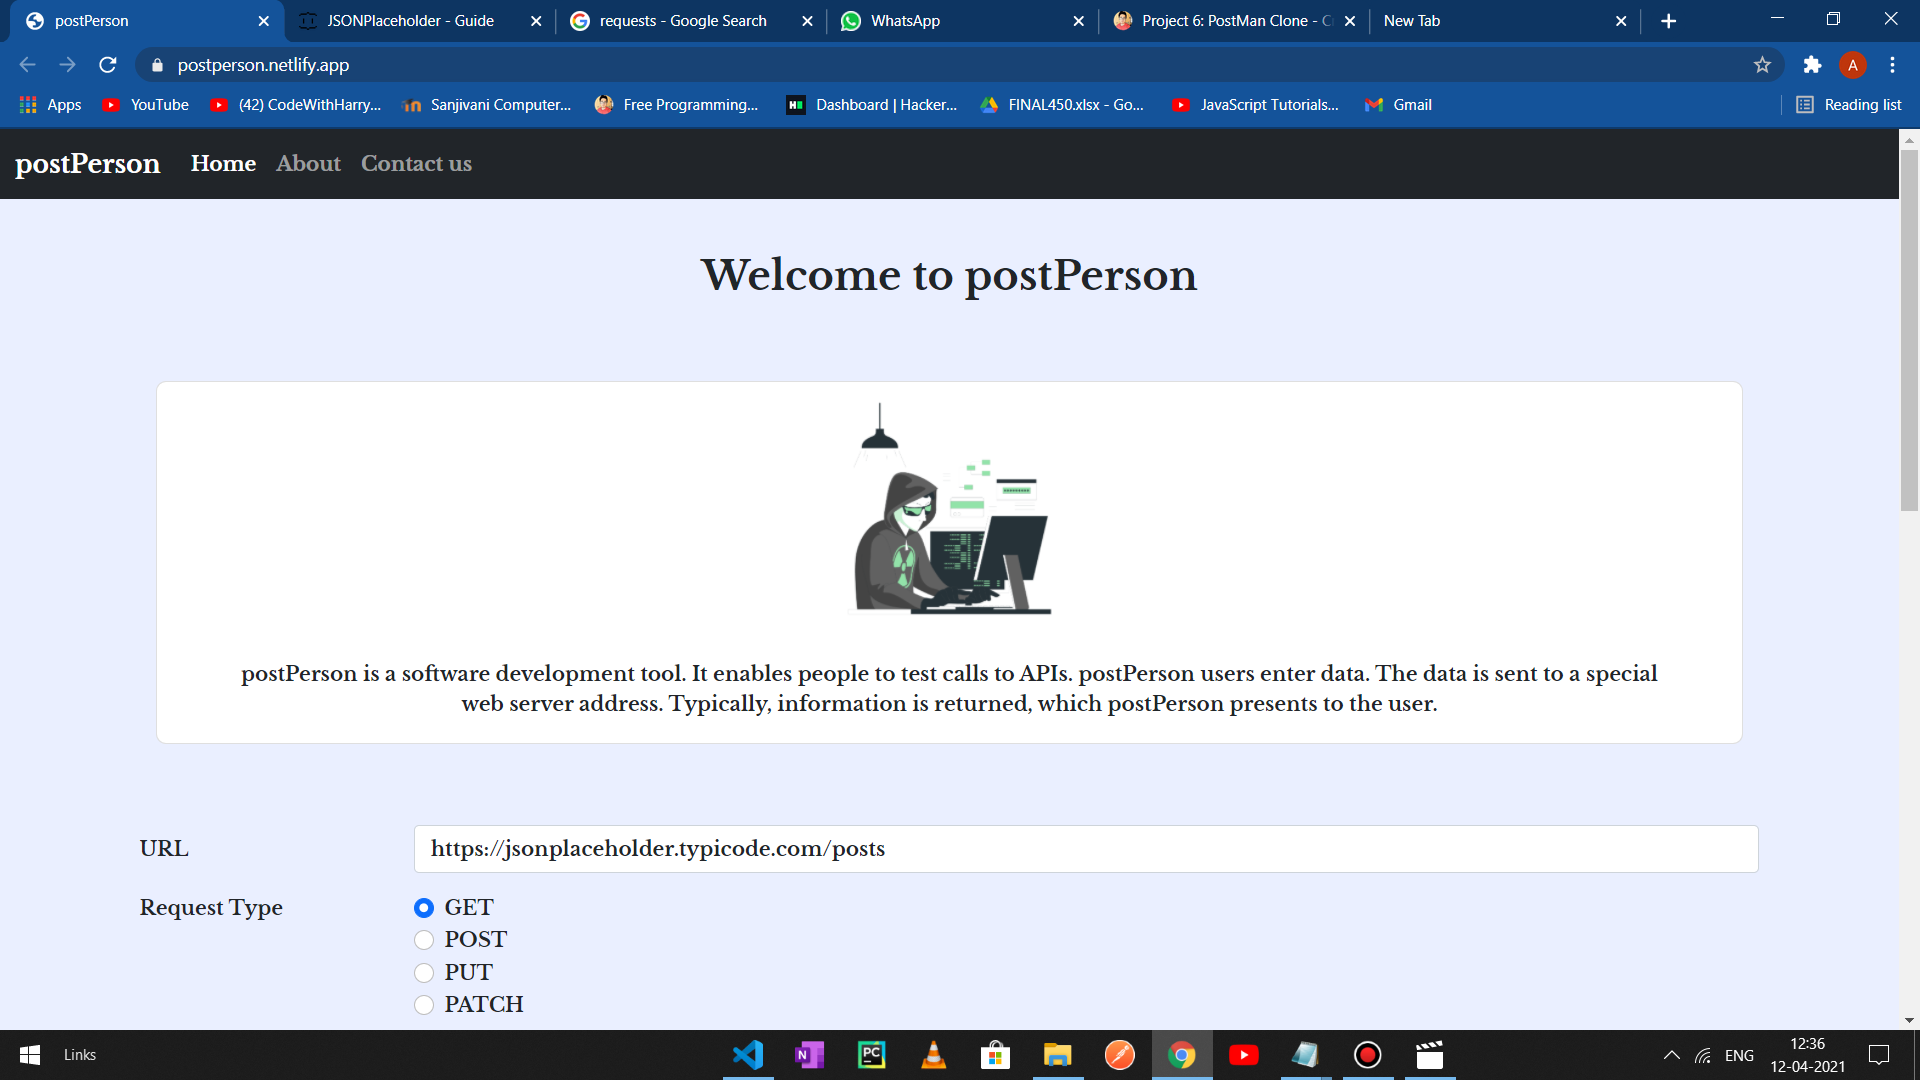 postPerson
JSONPlaceholder - Guide
requests - Google Search
WhatsApp
Project 6: PostMan Clone - C
New Tab
postperson.netlify.app
A
Apps
YouTube
(42) CodeWithHarry...
Sanjivani Computer...
Free Programming...
Dashboard | Hacker...
FINAL450.xlsx - Go...
JavaScript Tutorials...
Gmail
Reading list
postPerson
Home
About
Contact us
Welcome to postPerson
postPerson is a software development tool. It enables people to test calls to APIs. postPerson users enter data. The data is sent to a special
web server address. Typically, information is returned, which postPerson presents to the user.
URL
https://jsonplaceholder.typicode.com/posts
Request Type
GET
POST
PUT
PATCH
Links
ENG
12:36
12-04-2021